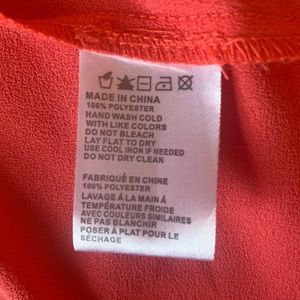 MADE IN CHINA
100% POLYESTER
HAND WASH COLD
WITH LIKE COLORS
DO NOT BLEACH
LAY FLAT TO DRY
USE COOL IRON IF NEEDED
DO NOT DRY CLEAN
FABRIQUÉ EN CHINE
100% POLYESTER
LAVAGE À LA MAIN À
TEMPÉRATURE FROIDE
AVEC COULEURS SIMILAIRES
NE PAS BLANCHIR
POSER À PLAT POUR LE
SÉCHAGE